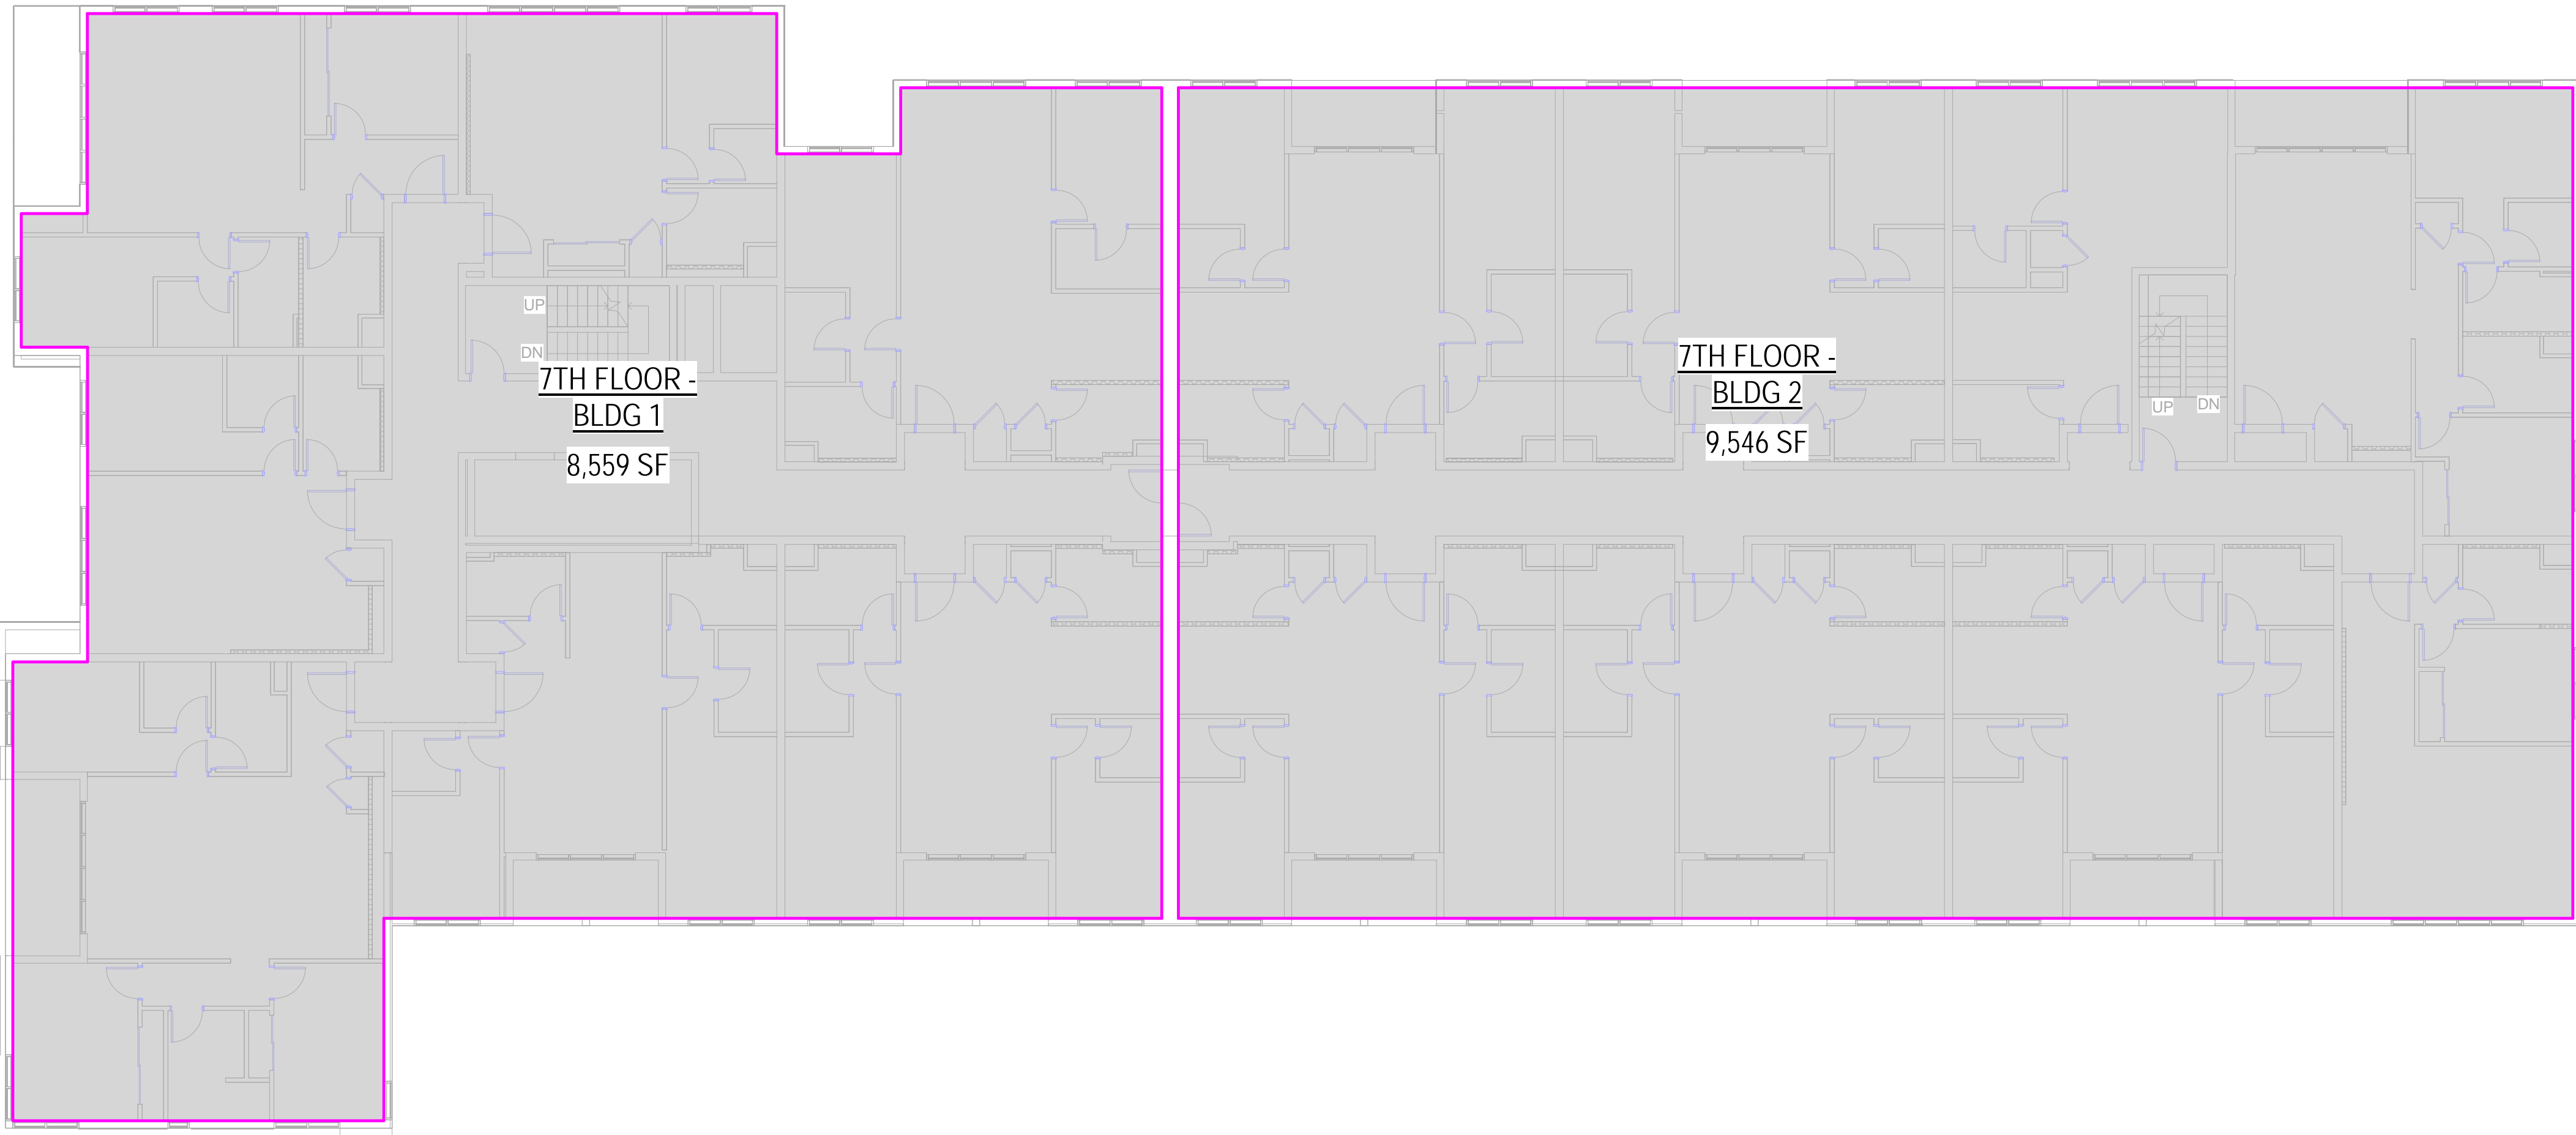 UP
DN
7TH FLOOR -
BLDG 1
8,559 SF
7TH FLOOR -
BLDG 2
9,546 SF
UP
DN